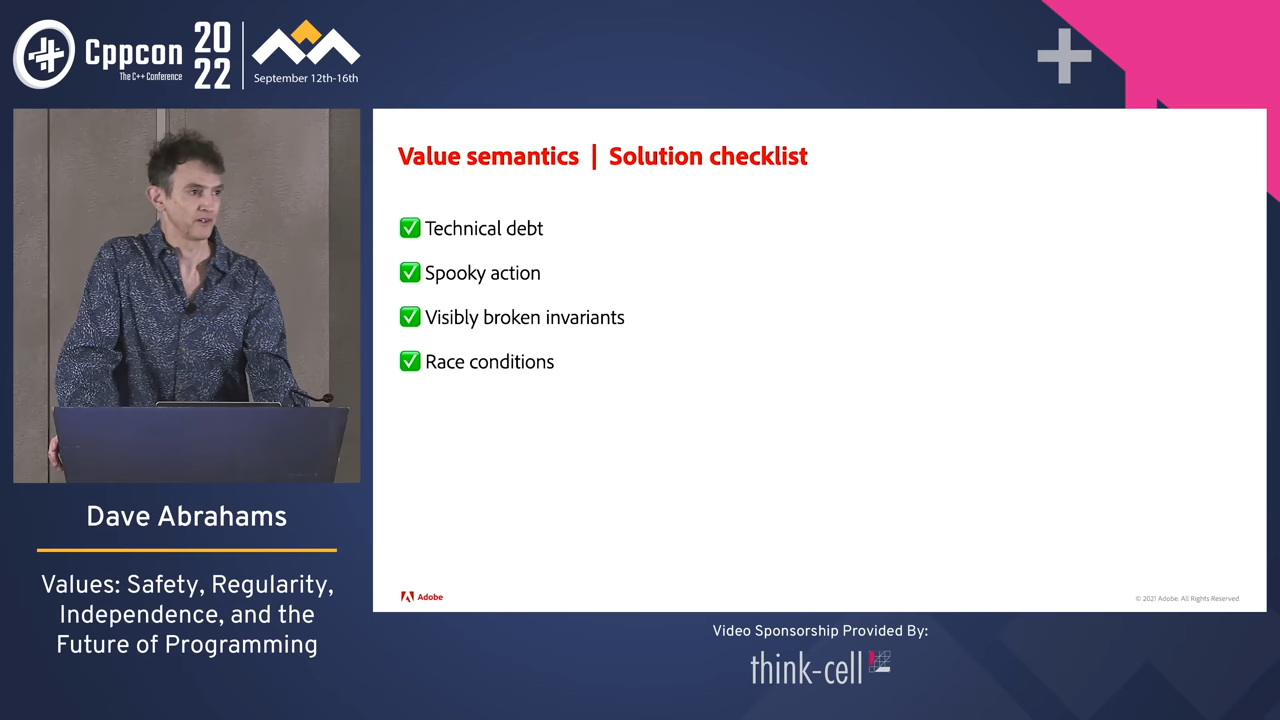 Cppcon
The C++ Conference
20
22
September 12th-16th
Value semantics | Solution checklist
✅ Technical debt
✅ Spooky action
✅ Visibly broken invariants
✅ Race conditions
Adobe
© 2021 Adobe. All Rights Reserved.
Dave Abrahams
Values: Safety, Regularity,
Independence, and the
Future of Programming
Video Sponsorship Provided By:
think-cell